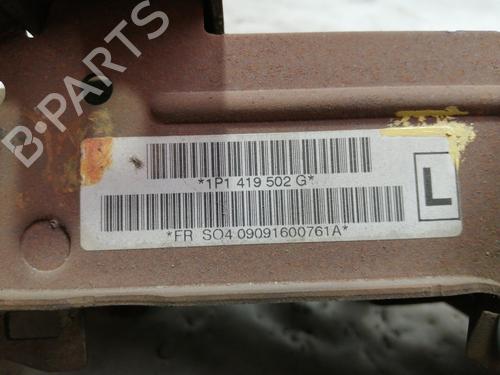 B-PARTS
*1P1 419 502 G*
L
*FR SO4 09091600761A*